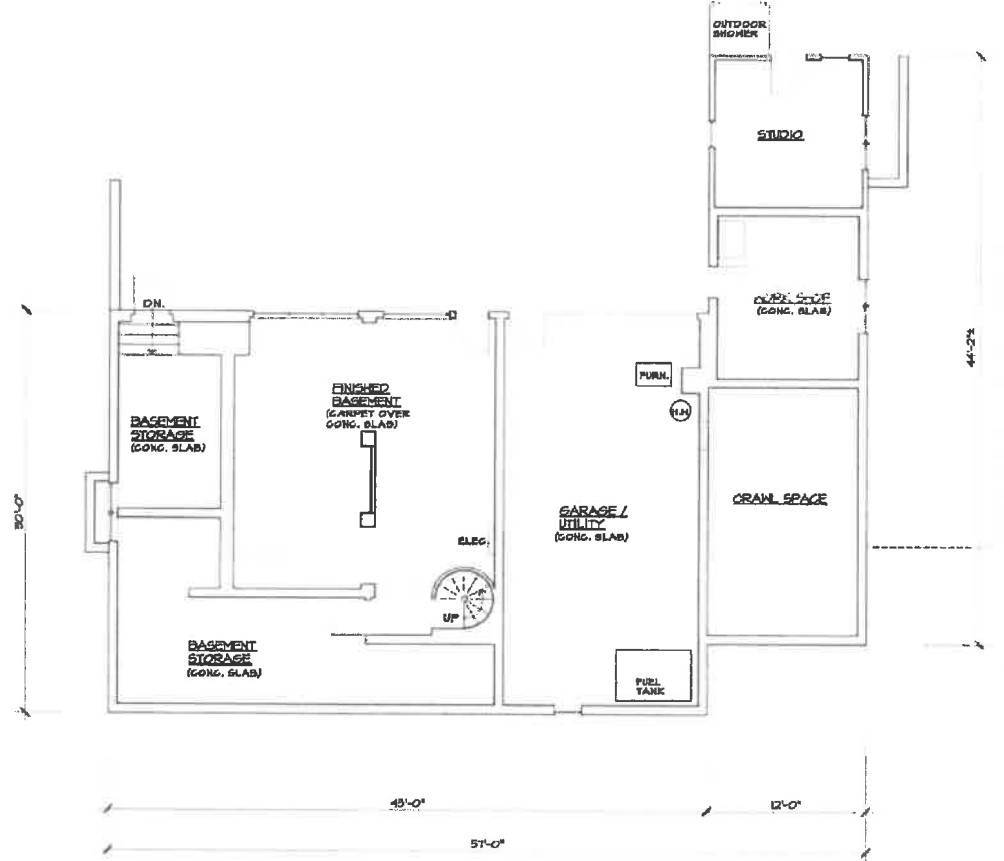 OUTDOOR
SHOWER
STUDIO
DN.
WORK SHOP
(CONC. SLAB)
44'-2"±
FURN.
FINISHED
BASEMENT
(CARPET OVER
CONC. SLAB)
H.H.
BASEMENT
STORAGE
(CONC. SLAB)
CRAWL SPACE
30'-0"
GARAGE /
UTILITY
(CONC. SLAB)
ELEC.
UP
BASEMENT
STORAGE
(CONC. SLAB)
FUEL
TANK
45'-0"
12'-0"
57'-0"